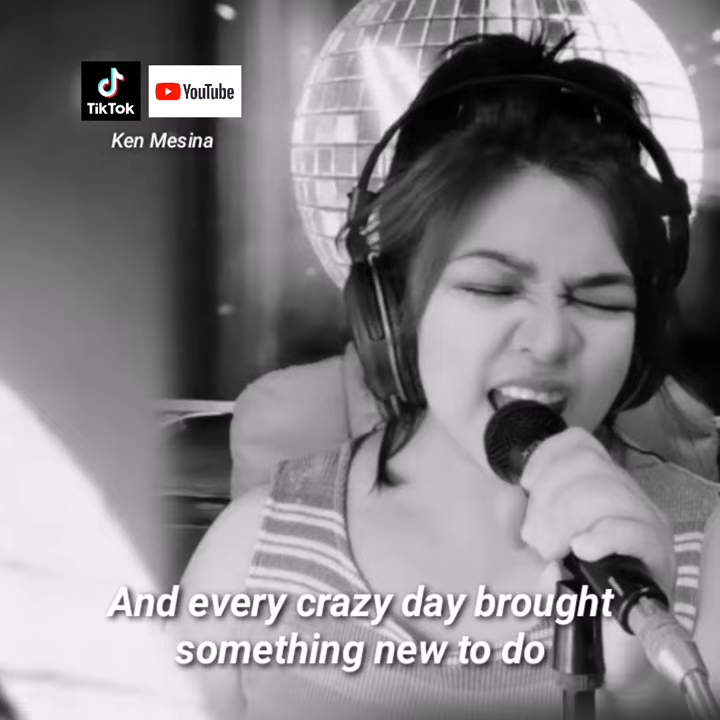 TikTok
YouTube
Ken Mesina
And every crazy day brought
something new to do